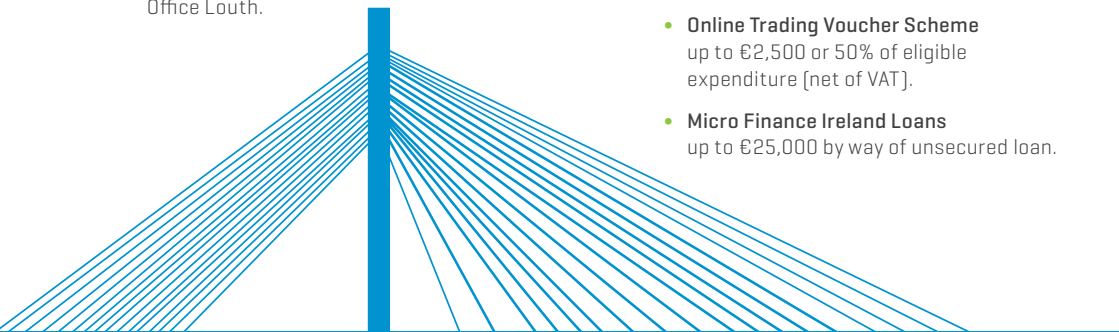 Office Louth.
• Online Trading Voucher Scheme
up to €2,500 or 50% of eligible
expenditure (net of VAT).
• Micro Finance Ireland Loans
up to €25,000 by way of unsecured loan.